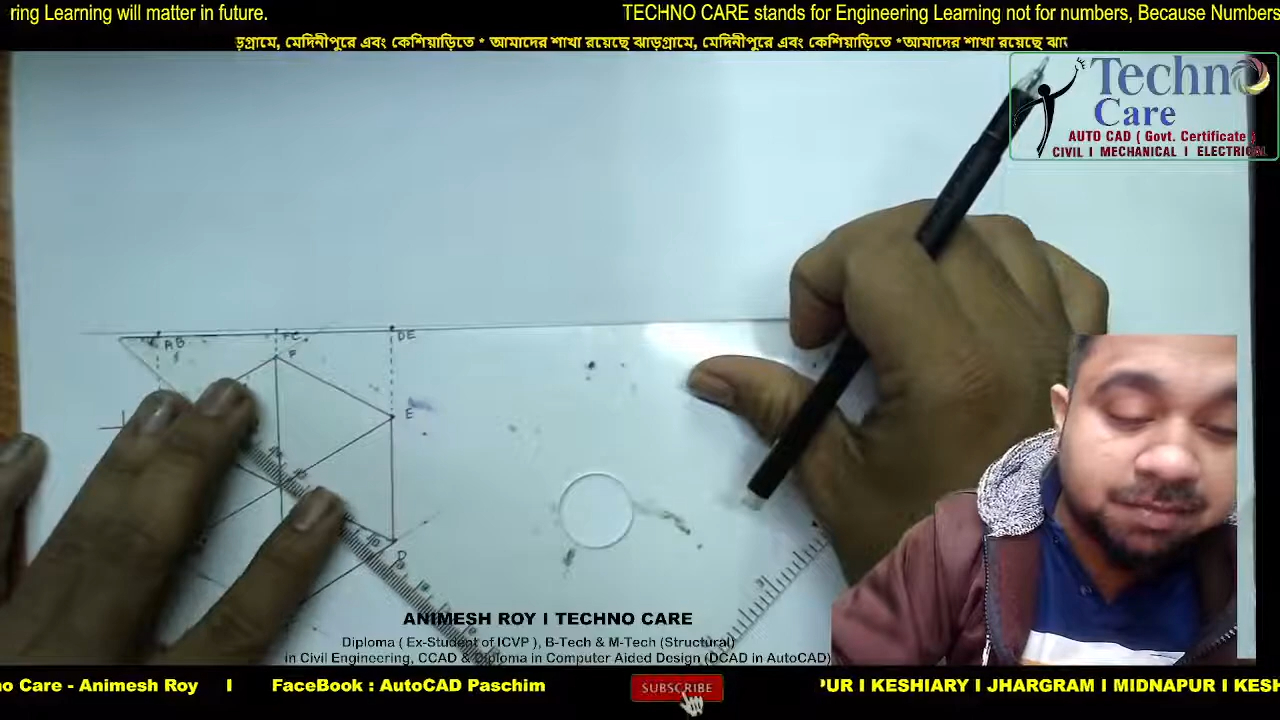 ring Learning will matter in future. TECHNO CARE stands for Engineering Learning not for numbers, Because Numbers
ড়গ্রামে, মেদিনীপুরে এবং কেশিয়াড়িতে * আমাদের শাখা রয়েছে ঝাড়গ্রামে, মেদিনীপুরে এবং কেশিয়াড়িতে *আমাদের শাখা রয়েছে ঝাড়
Techno
Care
AUTO CAD ( Govt. Certificate )
CIVIL I MECHANICAL I ELECTRICAL
AB FC DE
F
E
D
ANIMESH ROY I TECHNO CARE
Diploma ( Ex-Student of ICVP ), B-Tech & M-Tech (Structural)
in Civil Engineering, CCAD & Diploma in Computer Aided Design (DCAD in AutoCAD)
no Care - Animesh Roy I FaceBook : AutoCAD Paschim
SUBSCRIBE
PUR I KESHIARY I JHARGRAM I MIDNAPUR I KESH